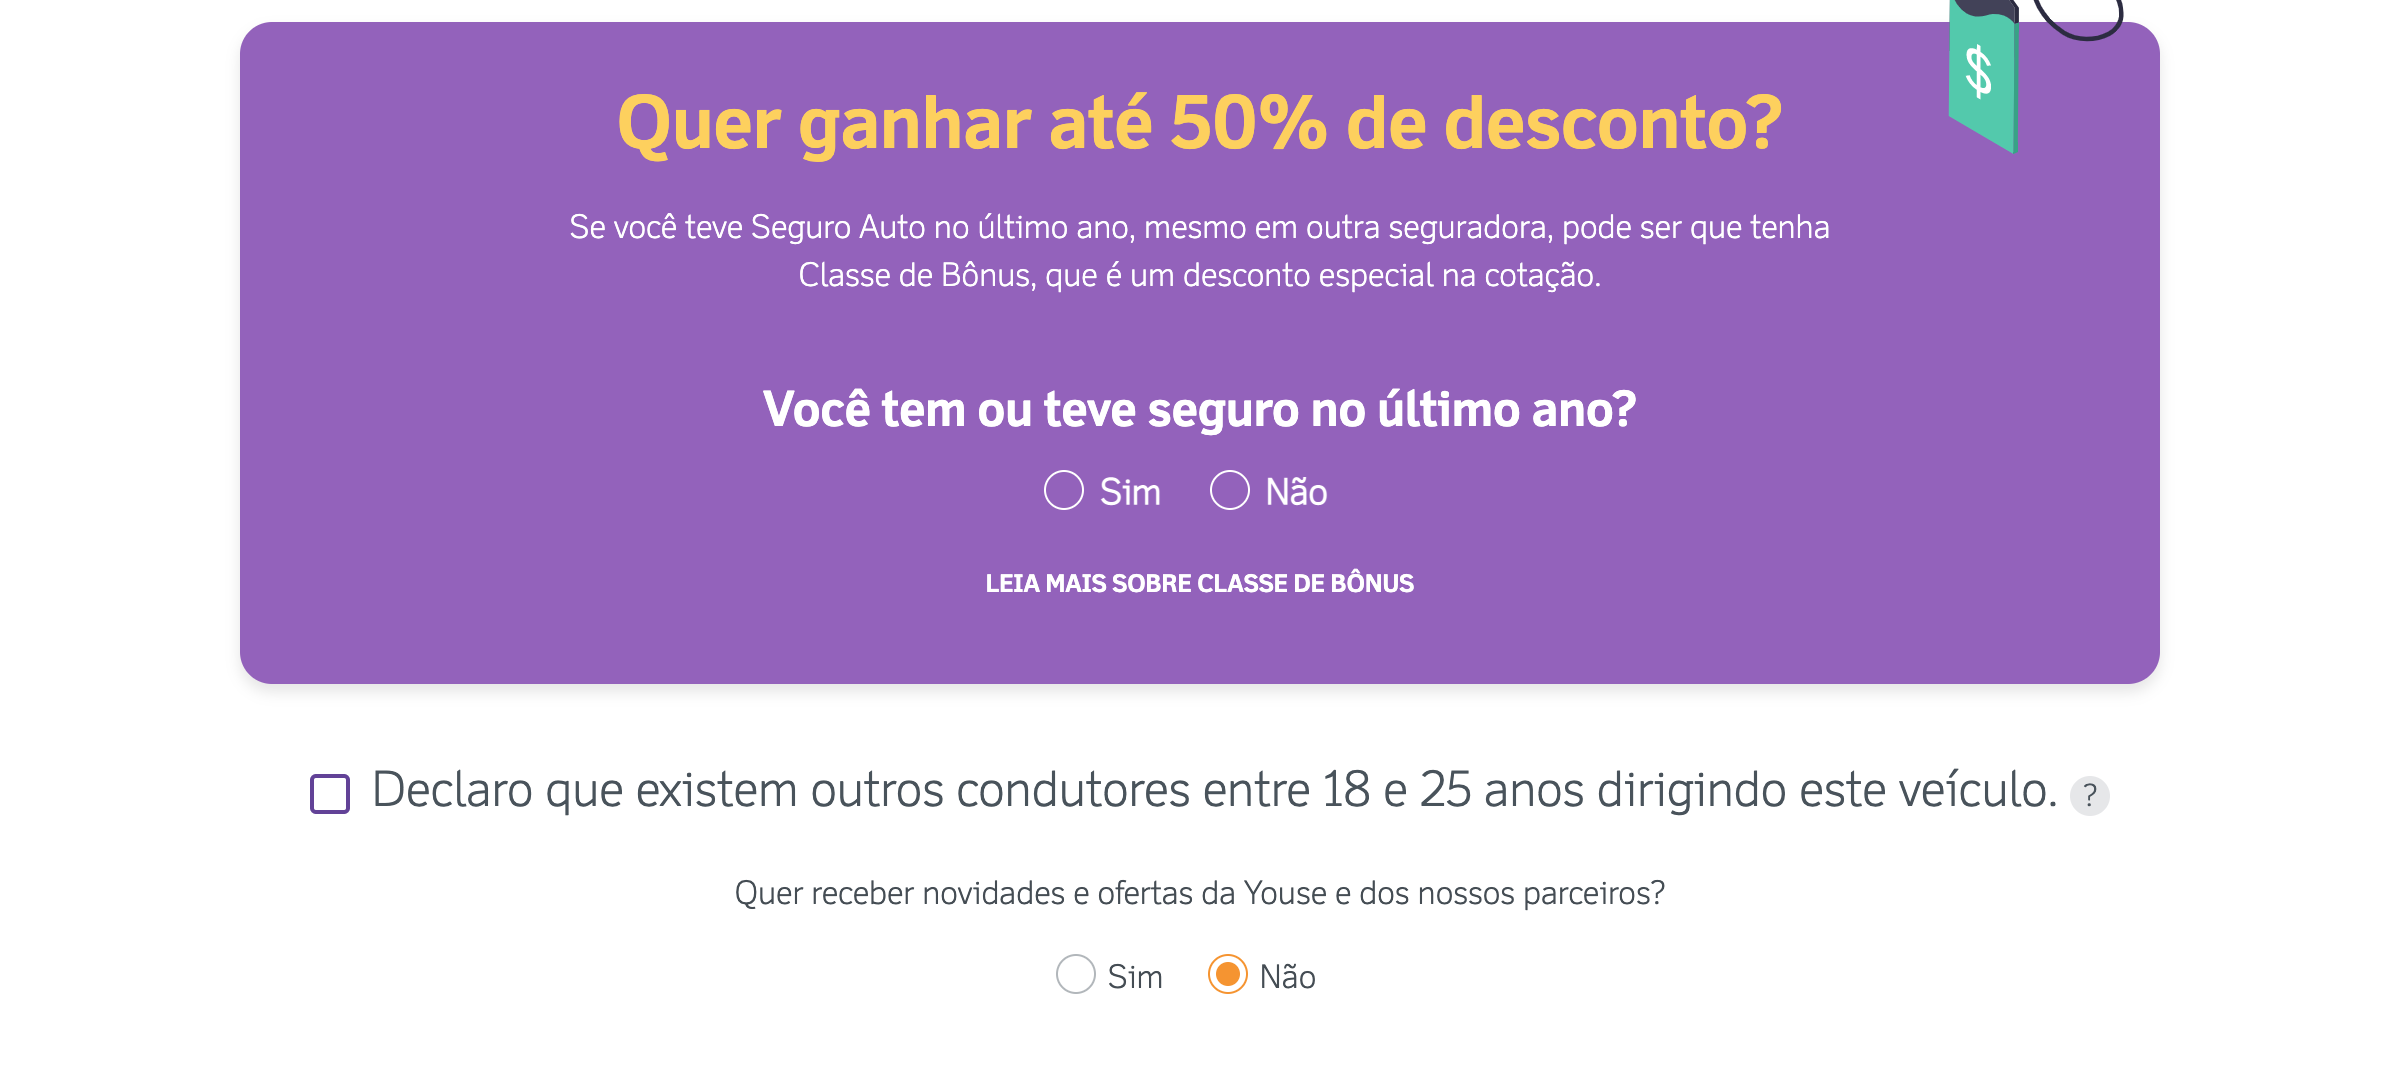 $
Quer ganhar até 50% de desconto?
Se você teve Seguro Auto no último ano, mesmo em outra seguradora, pode ser que tenha
Classe de Bônus, que é um desconto especial na cotação.
Você tem ou teve seguro no último ano?
Sim Não
LEIA MAIS SOBRE CLASSE DE BÔNUS
Declaro que existem outros condutores entre 18 e 25 anos dirigindo este veículo. ?
Quer receber novidades e ofertas da Youse e dos nossos parceiros?
Sim Não